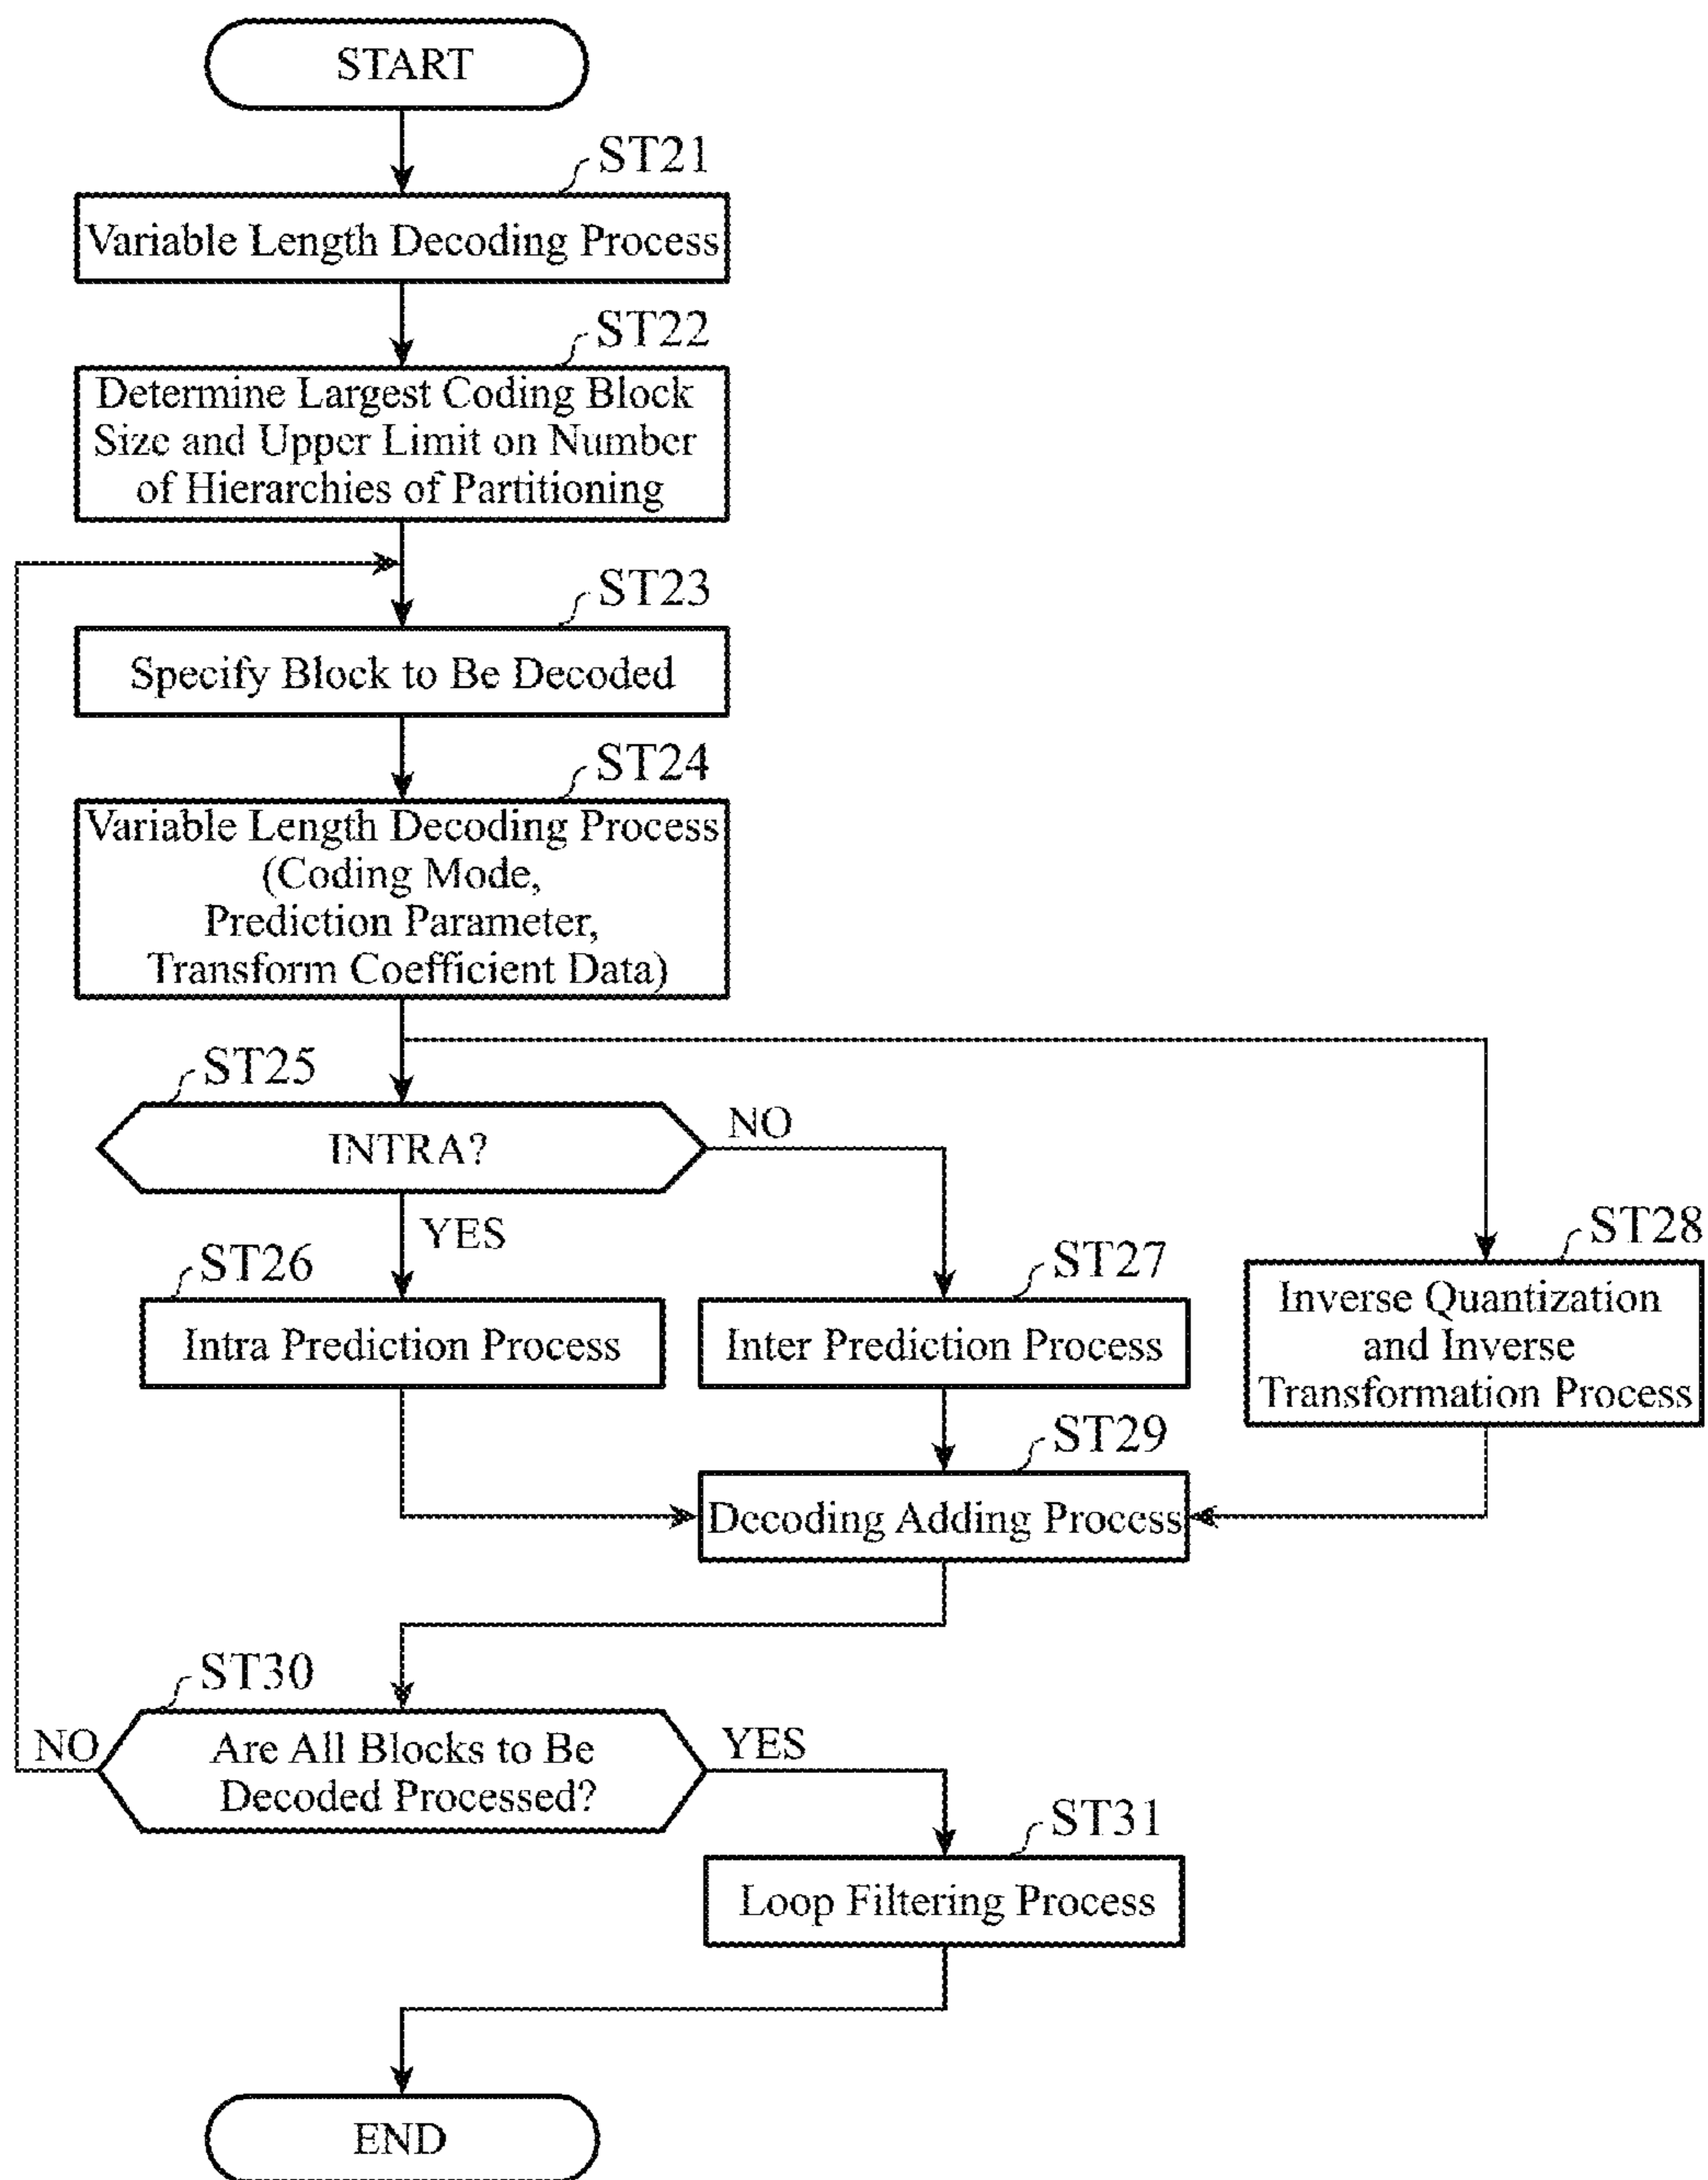 START
ST21
Variable Length Decoding Process
ST22
Determine Largest Coding Block
Size and Upper Limit on Number
of Hierarchies of Partitioning
ST23
Specify Block to Be Decoded
ST24
Variable Length Decoding Process
(Coding Mode,
Prediction Parameter,
Transform Coefficient Data)
ST25
INTRA?
NO
YES
ST26
Intra Prediction Process
ST27
Inter Prediction Process
ST28
Inverse Quantization
and Inverse
Transformation Process
ST29
Decoding Adding Process
ST30
NO
Are All Blocks to Be
Decoded Processed?
YES
ST31
Loop Filtering Process
END